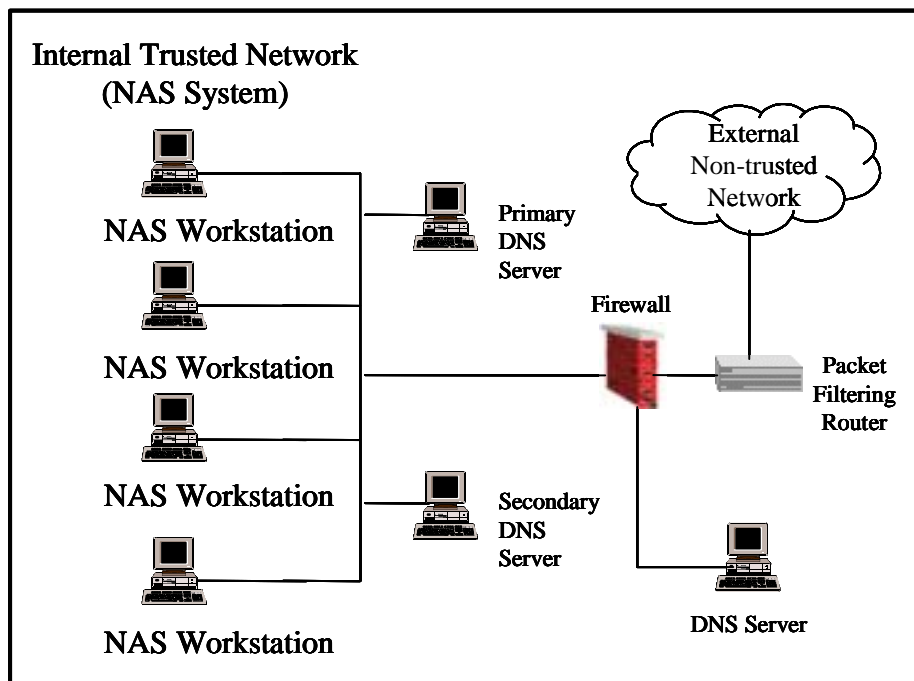 Internal Trusted Network
(NAS System)
External
Non-trusted
Network
NAS Workstation
Primary
DNS
Server
Firewall
NAS Workstation
Packet
Filtering
Router
NAS Workstation
Secondary
DNS
Server
NAS Workstation
DNS Server